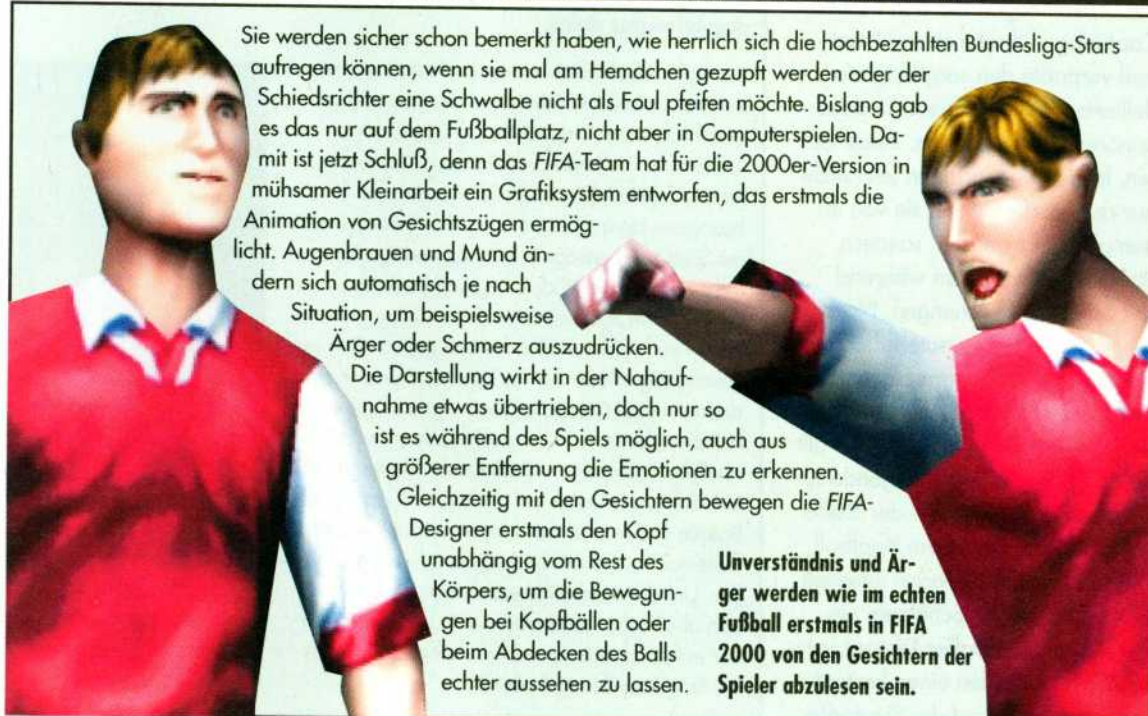 Sie werden sicher schon bemerkt haben, wie herrlich sich die hochbezahlten Bundesliga-Stars
aufregen können, wenn sie mal am Hemdchen gezupft werden oder der
Schiedsrichter eine Schwalbe nicht als Foul pfeifen möchte. Bislang gab
es das nur auf dem Fußballplatz, nicht aber in Computerspielen. Da-
mit ist jetzt Schluß, denn das FIFA-Team hat für die 2000er-Version in
mühsamer Kleinarbeit ein Grafiksystem entworfen, das erstmals die
Animation von Gesichtszügen ermög-
licht. Augenbrauen und Mund än-
dern sich automatisch je nach
Situation, um beispielsweise
Ärger oder Schmerz auszudrücken.
Die Darstellung wirkt in der Nahauf-
nahme etwas übertrieben, doch nur so
ist es während des Spiels möglich, auch aus
größerer Entfernung die Emotionen zu erkennen.
Gleichzeitig mit den Gesichtern bewegen die FIFA-
Designer erstmals den Kopf
unabhängig vom Rest des
Körpers, um die Bewegun-
gen bei Kopfbällen oder
beim Abdecken des Balls
echter aussehen zu lassen.
Unverständnis und Är-
ger werden wie im echten
Fußball erstmals in FIFA
2000 von den Gesichtern der
Spieler abzulesen sein.